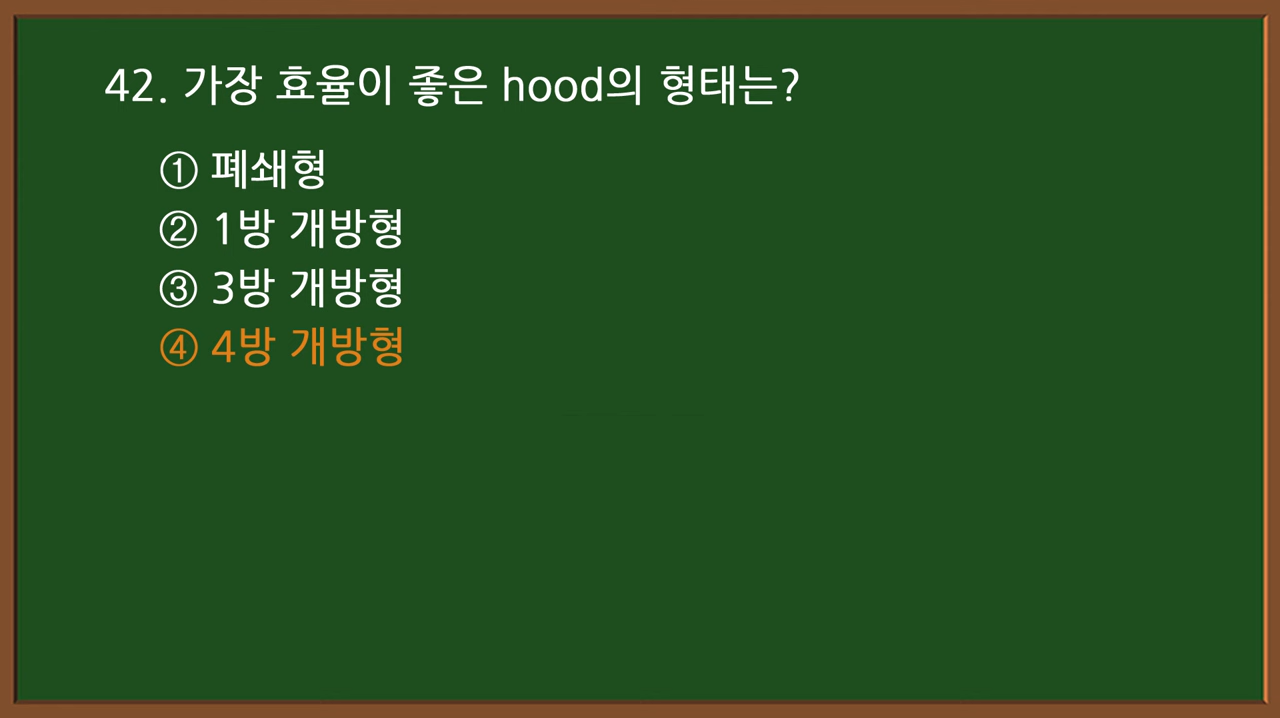 42. 가장 효율이 좋은 hood의 형태는?
① 폐쇄형
② 1방 개방형
③ 3방 개방형
④ 4방 개방형